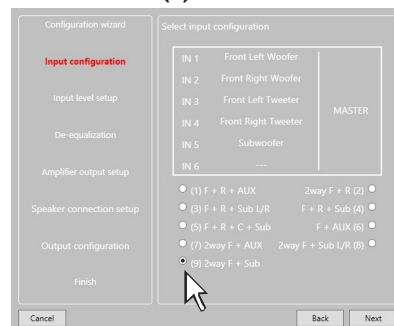 Configuration wizard
Input configuration
Input level setup
De-equalization
Amplifier output setup
Speaker connection setup
Output configuration
Finish
Select input configuration
IN 1 Front Left Woofer
IN 2 Front Right Woofer
IN 3 Front Left Tweeter
IN 4 Front Right Tweeter
IN 5 Subwoofer
IN 6 ---
MASTER
(1) F + R + AUX 2way F + R (2)
(3) F + R + Sub L/R F + R + Sub (4)
(5) F + R + C + Sub F + AUX (6)
(7) 2way F + AUX 2way F + Sub L/R (8)
(9) 2way F + Sub
Cancel Back Next